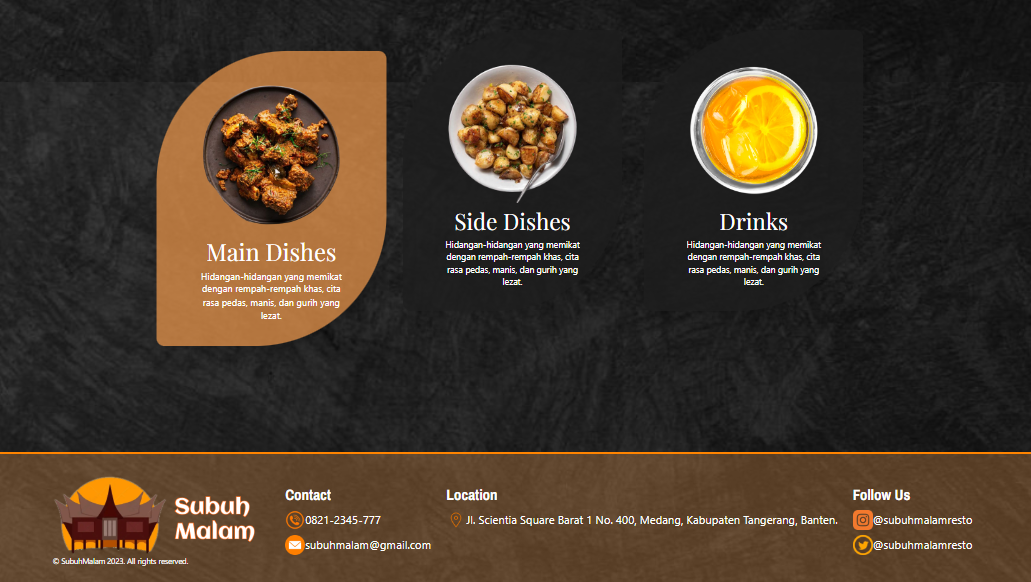 Main Dishes
Hidangan-hidangan yang memikat
dengan rempah-rempah khas, cita
rasa pedas, manis, dan gurih yang
lezat.
Side Dishes
Hidangan-hidangan yang memikat
dengan rempah-rempah khas, cita
rasa pedas, manis, dan gurih yang
lezat.
Drinks
Hidangan-hidangan yang memikat
dengan rempah-rempah khas, cita
rasa pedas, manis, dan gurih yang
lezat.
Subuh
Malam
© SubuhMalam 2023. All rights reserved.
Contact
0821-2345-777
subuhmalam@gmail.com
Location
Jl. Scientia Square Barat 1 No. 400, Medang, Kabupaten Tangerang, Banten.
Follow Us
@subuhmalamresto
@subuhmalamresto